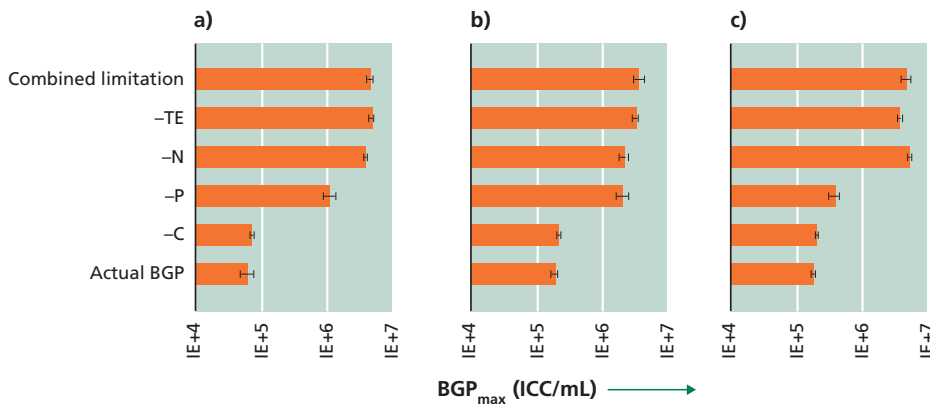 a)
b)
c)
Combined limitation
–TE
–N
–P
–C
Actual BGP
IE+4
IE+5
IE+6
IE+7
IE+4
IE+5
IE+6
IE+7
IE+4
IE+5
IE+6
IE+7
BGPmax (ICC/mL)